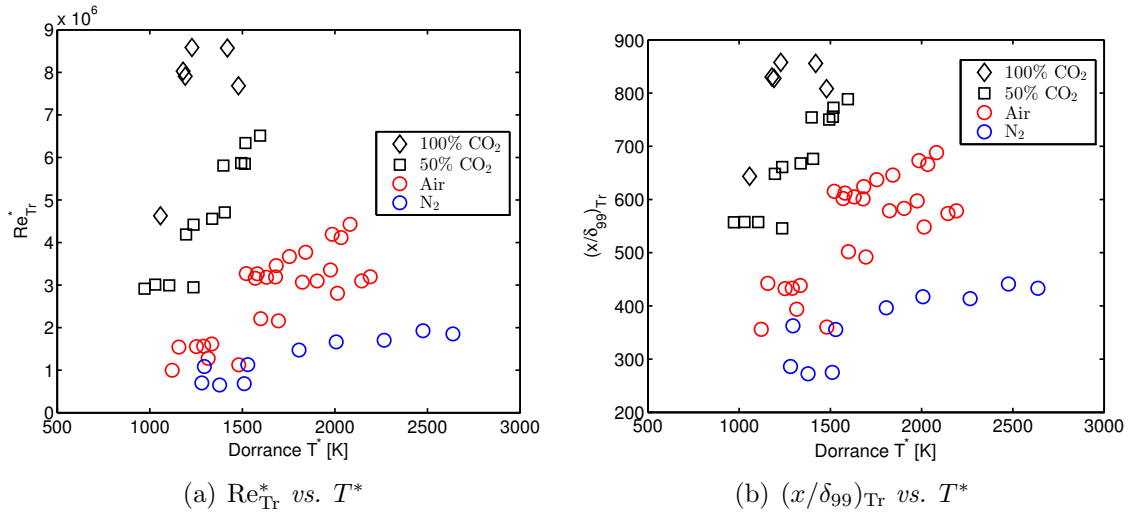 × 10⁶
9
8
7
6
5
4
3
2
1
0
500 1000 1500 2000 2500 3000
Re*Tr
Dorrance T* [K]
100% CO₂
50% CO₂
Air
N₂
(a) Re*Tr vs. T*
900
800
700
600
500
400
300
200
500 1000 1500 2000 2500 3000
(x/δ₉₉)Tr
Dorrance T* [K]
100% CO₂
50% CO₂
Air
N₂
(b) (x/δ₉₉)Tr vs. T*